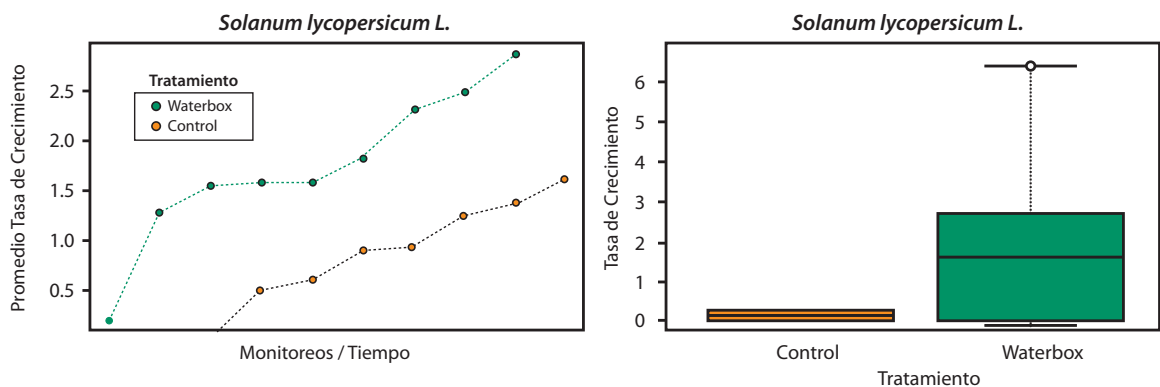 Solanum lycopersicum L.
Promedio Tasa de Crecimiento
2.5
2.0
1.5
1.0
0.5
Tratamiento
Waterbox
Control
Monitoreos / Tiempo
Solanum lycopersicum L.
Tasa de Crecimiento
6
5
4
3
2
1
0
Control
Waterbox
Tratamiento